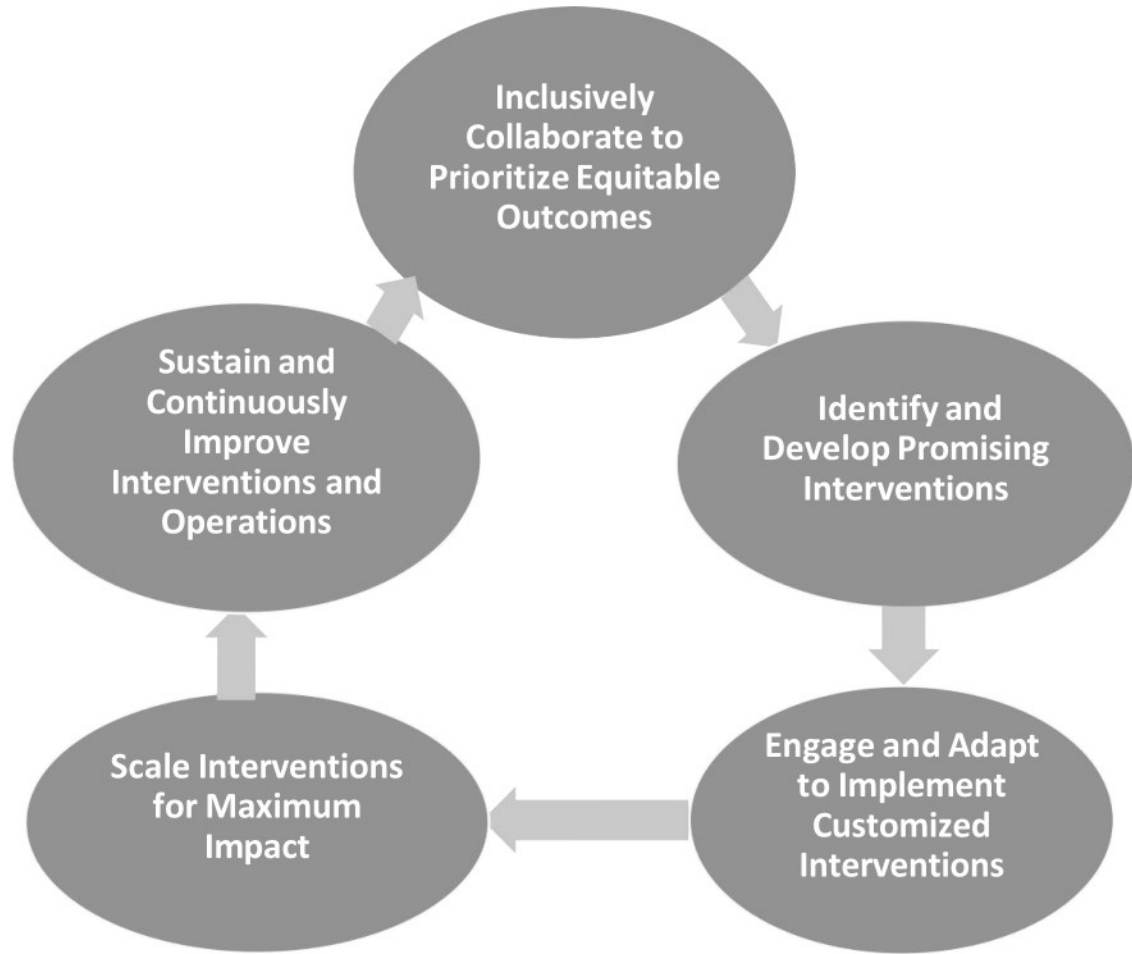 Inclusively
Collaborate to
Prioritize Equitable
Outcomes
Identify and
Develop Promising
Interventions
Engage and Adapt
to Implement
Customized
Interventions
Scale Interventions
for Maximum
Impact
Sustain and
Continuously
Improve
Interventions and
Operations